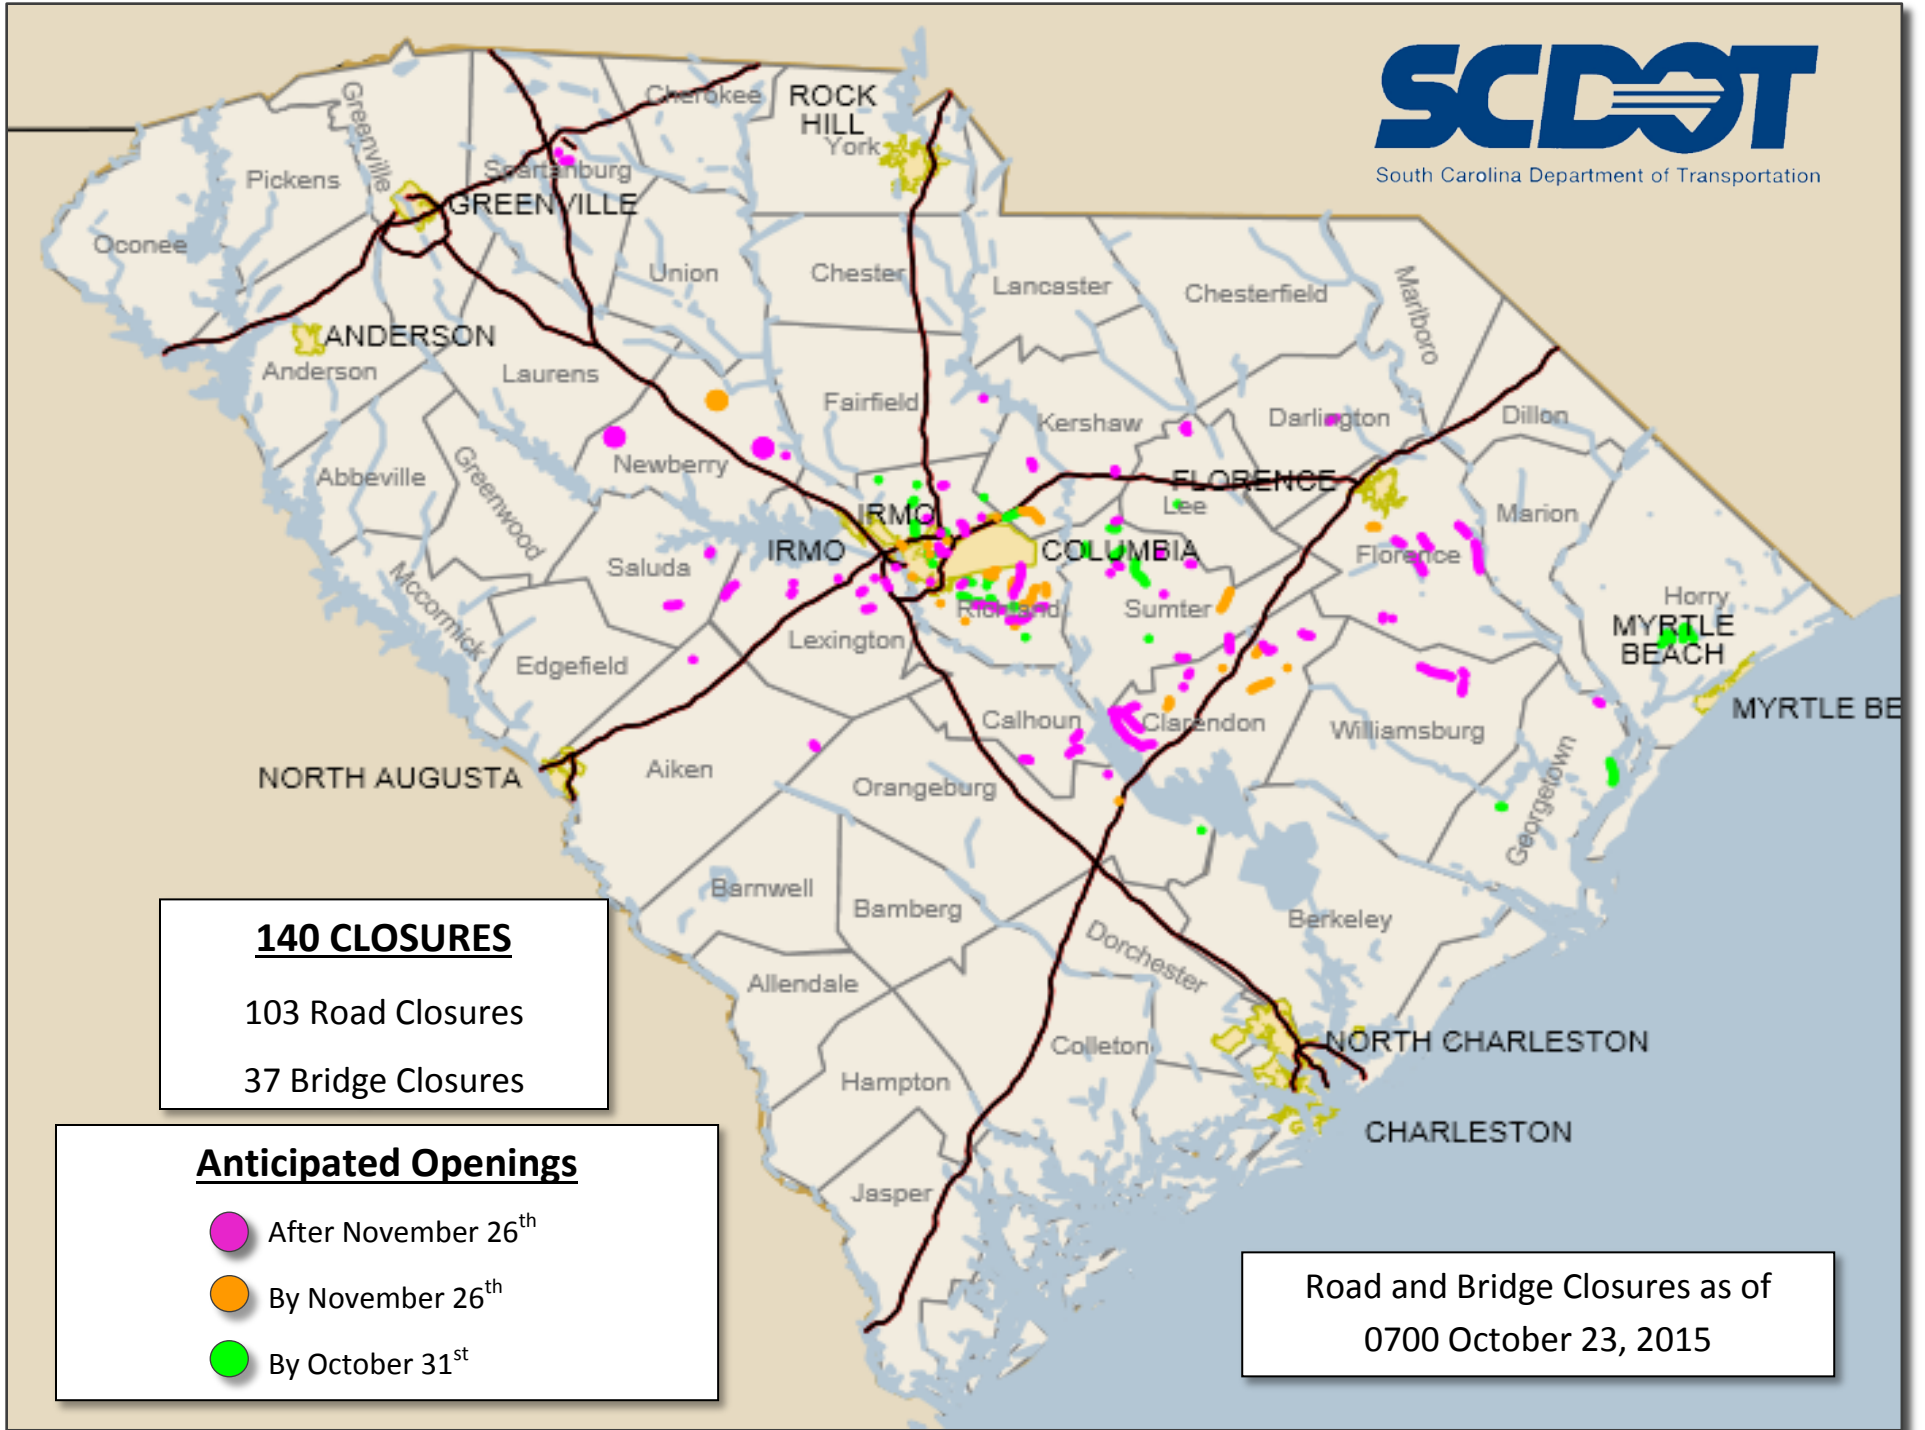 SCDOT
South Carolina Department of Transportation
Cherokee
ROCK
HILL
York
Greenville
Pickens
Spartanburg
GREENVILLE
Oconee
Union
Chester
Lancaster
Chesterfield
Marlboro
ANDERSON
Anderson
Laurens
Fairfield
Kershaw
Darlington
Dillon
Abbeville
Greenwood
Newberry
FLORENCE
Lee
Marion
IRMO
IRMO
COLUMBIA
Florence
Saluda
Mccormick
Richland
Sumter
Horry
MYRTLE
BEACH
Edgefield
Lexington
MYRTLE BE
Calhoun
Clarendon
Williamsburg
NORTH AUGUSTA
Aiken
Orangeburg
Georgetown
Barnwell
Bamberg
Berkeley
Dorchester
Allendale
Colleton
NORTH CHARLESTON
Hampton
CHARLESTON
Jasper
140 CLOSURES
103 Road Closures
37 Bridge Closures
Anticipated Openings
After November 26th
By November 26th
By October 31st
Road and Bridge Closures as of
0700 October 23, 2015